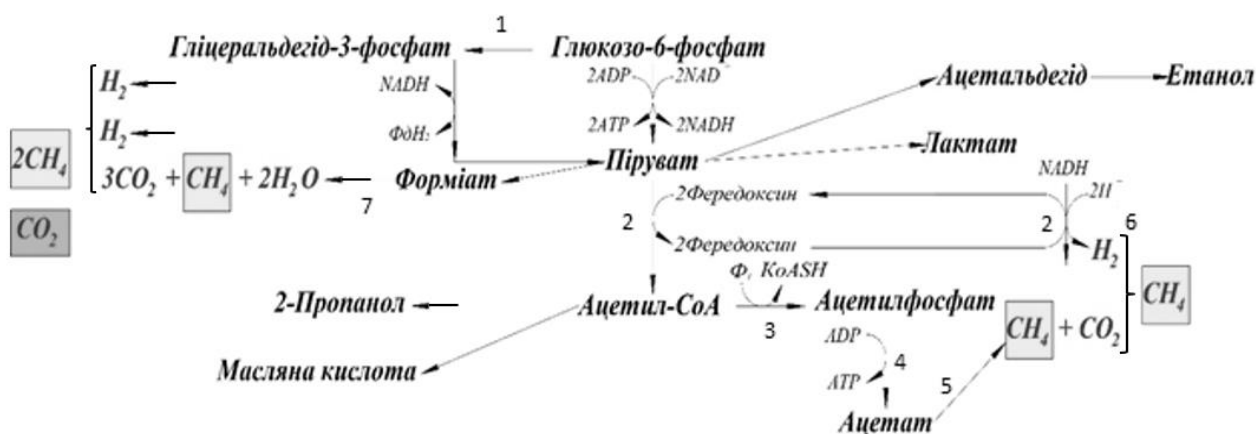 1
Гліцеральдегід-3-фосфат
Глюкозо-6-фосфат
H₂
NADH
2ADP
2NAD⁻
Ацетальдегід
Етанол
H₂
ФдH₂
2ATP
2NADH
2CH₄
Піруват
Лактат
3CO₂ + CH₄ + 2H₂O
7
Форміат
NADH
CO₂
2Фередоксин
2H⁻
2
2
6
2Фередоксин
H₂
Ф, KoASH
2-Пропанол
Ацетил-CoA
3
Ацетилфосфат
CH₄
Масляна кислота
ADP
4
CH₄ + CO₂
ATP
5
Ацетат